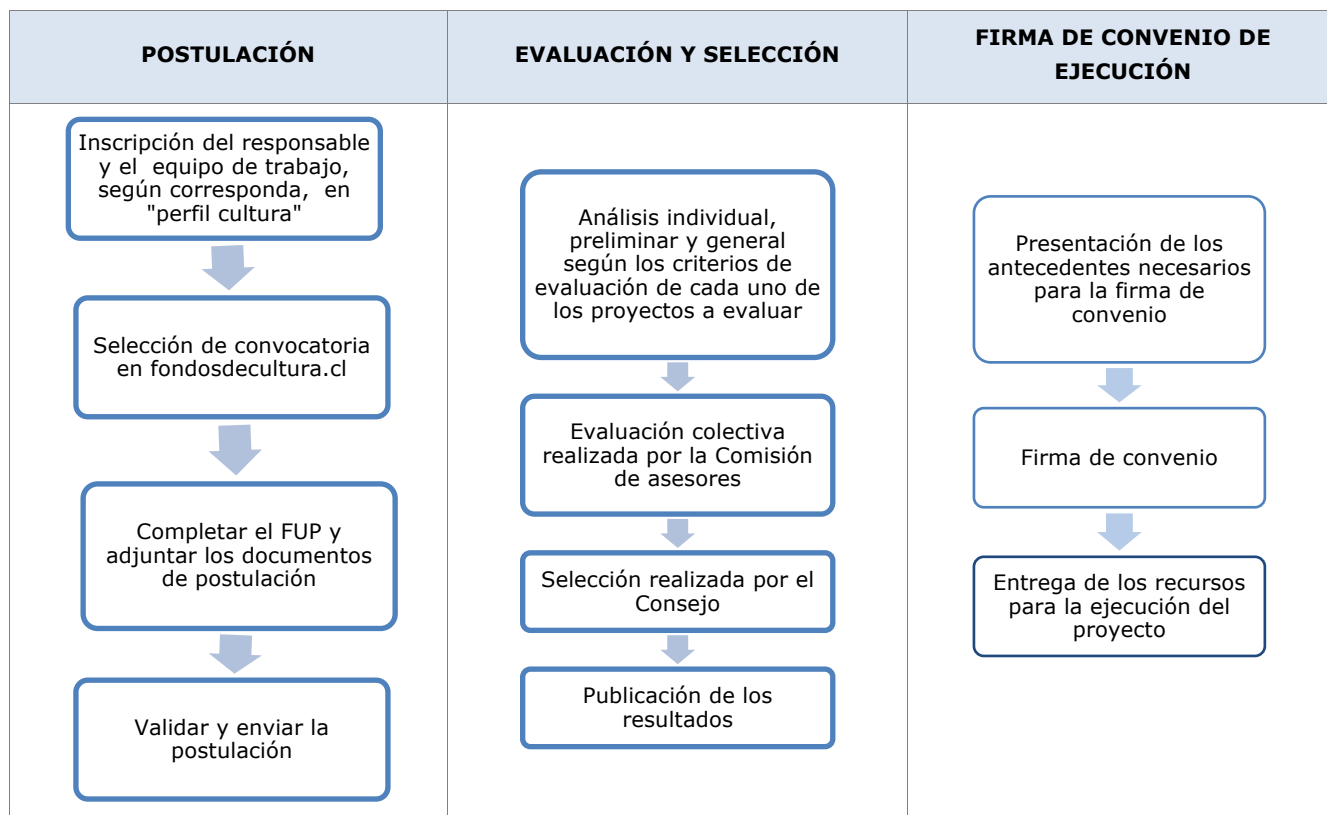 POSTULACIÓN
Inscripción del responsable
y el equipo de trabajo,
según corresponda, en
"perfil cultura"
Selección de convocatoria
en fondosdecultura.cl
Completar el FUP y
adjuntar los documentos
de postulación
Validar y enviar la
postulación
EVALUACIÓN Y SELECCIÓN
Análisis individual,
preliminar y general
según los criterios de
evaluación de cada uno de
los proyectos a evaluar
Evaluación colectiva
realizada por la Comisión
de asesores
Selección realizada por el
Consejo
Publicación de los
resultados
FIRMA DE CONVENIO DE
EJECUCIÓN
Presentación de los
antecedentes necesarios
para la firma de
convenio
Firma de convenio
Entrega de los recursos
para la ejecución del
proyecto